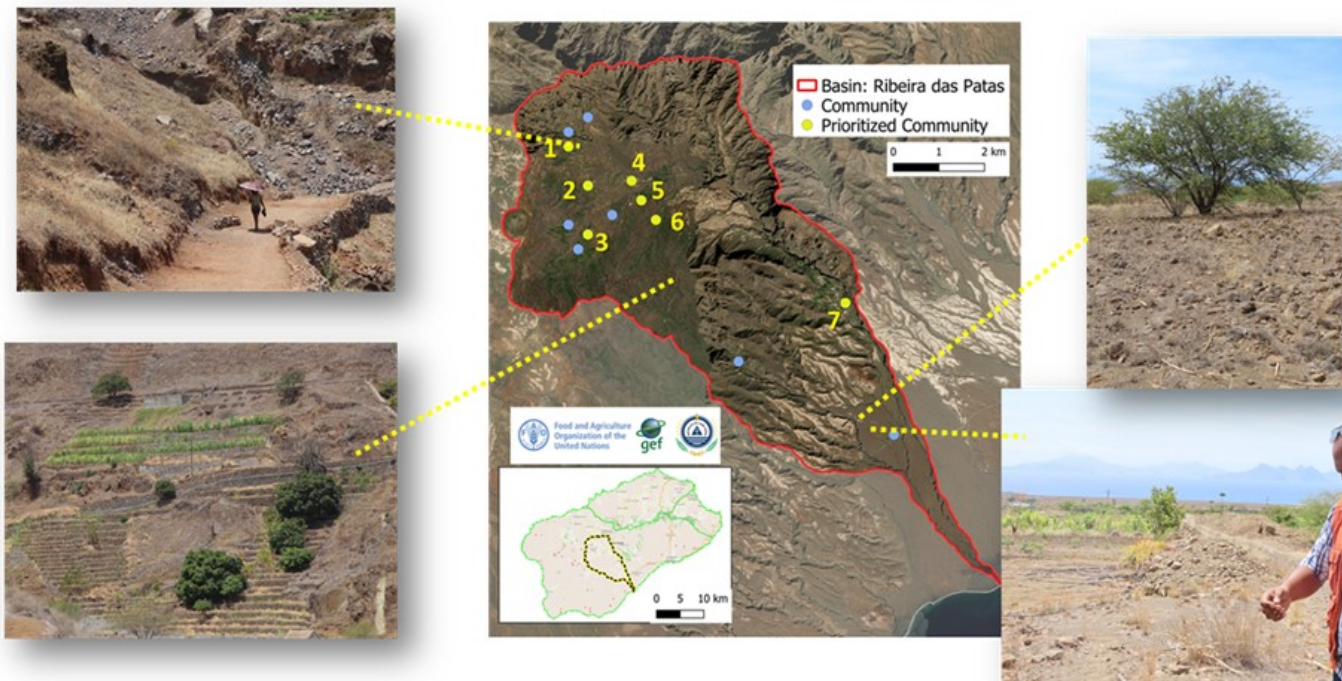 Basin: Ribeira das Patas
Community
Prioritized Community
0 1 2 km
1
2
3
4
5
6
7
Food and Agriculture
Organization of the
United Nations
gef
0 5 10 km